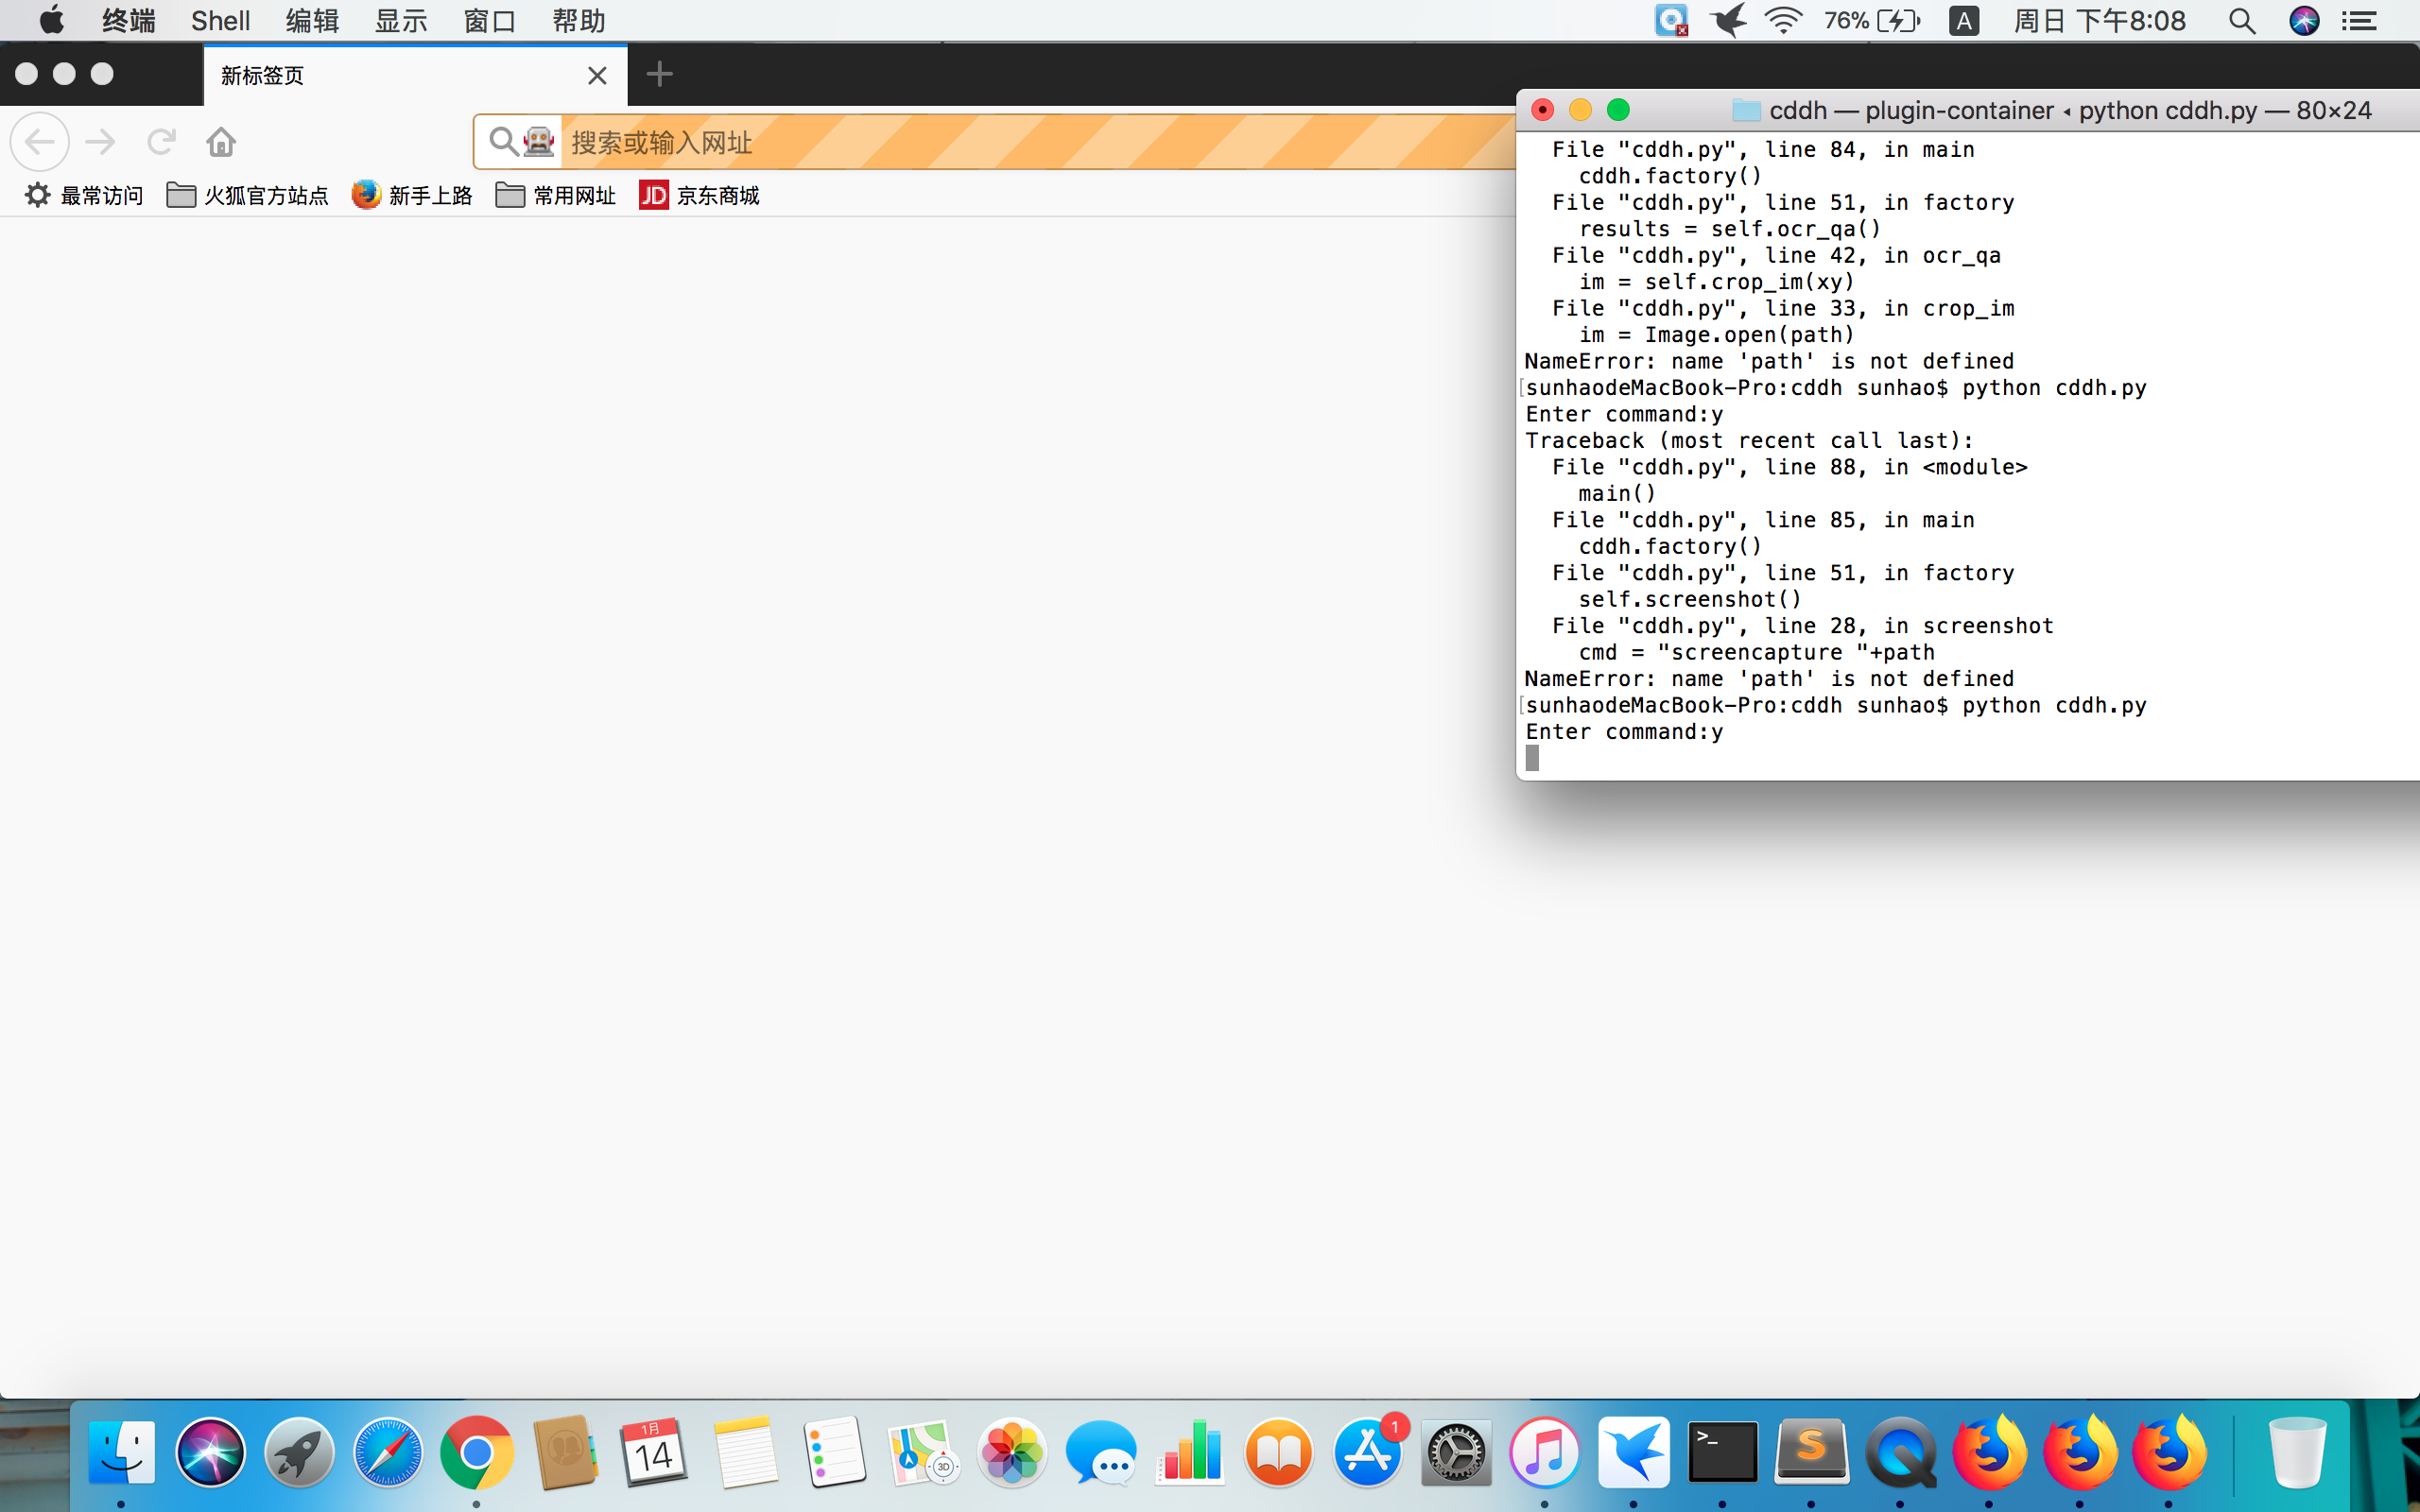 终端 Shell 编辑 显示 窗口 帮助 76% A 周日 下午8:08
新标签页
搜索或输入网址
最常访问 火狐官方站点 新手上路 常用网址 JD 京东商城
cddh — plugin-container ◂ python cddh.py — 80×24
File "cddh.py", line 84, in main
cddh.factory()
File "cddh.py", line 51, in factory
results = self.ocr_qa()
File "cddh.py", line 42, in ocr_qa
im = self.crop_im(xy)
File "cddh.py", line 33, in crop_im
im = Image.open(path)
NameError: name 'path' is not defined
[sunhaodeMacBook-Pro:cddh sunhao$ python cddh.py
Enter command:y
Traceback (most recent call last):
File "cddh.py", line 88, in <module>
main()
File "cddh.py", line 85, in main
cddh.factory()
File "cddh.py", line 51, in factory
self.screenshot()
File "cddh.py", line 28, in screenshot
cmd = "screencapture "+path
NameError: name 'path' is not defined
[sunhaodeMacBook-Pro:cddh sunhao$ python cddh.py
Enter command:y
1月
14
3D
1
>_
S